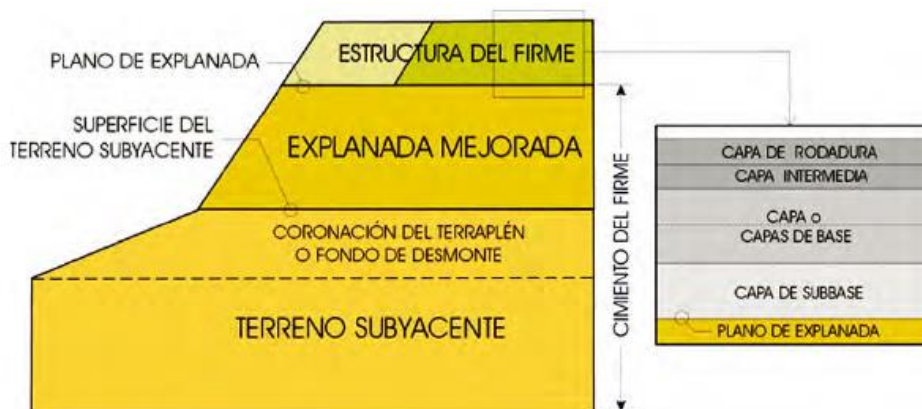 ESTRUCTURA DEL FIRME
PLANO DE EXPLANADA
SUPERFICIE DEL
TERRENO SUBYACENTE
EXPLANADA MEJORADA
CORONACIÓN DEL TERRAPLÉN
O FONDO DE DESMONTE
TERRENO SUBYACENTE
CIMIENTO DEL FIRME
CAPA DE RODADURA
CAPA INTERMEDIA
CAPA o
CAPAS DE BASE
CAPA DE SUBBASE
PLANO DE EXPLANADA